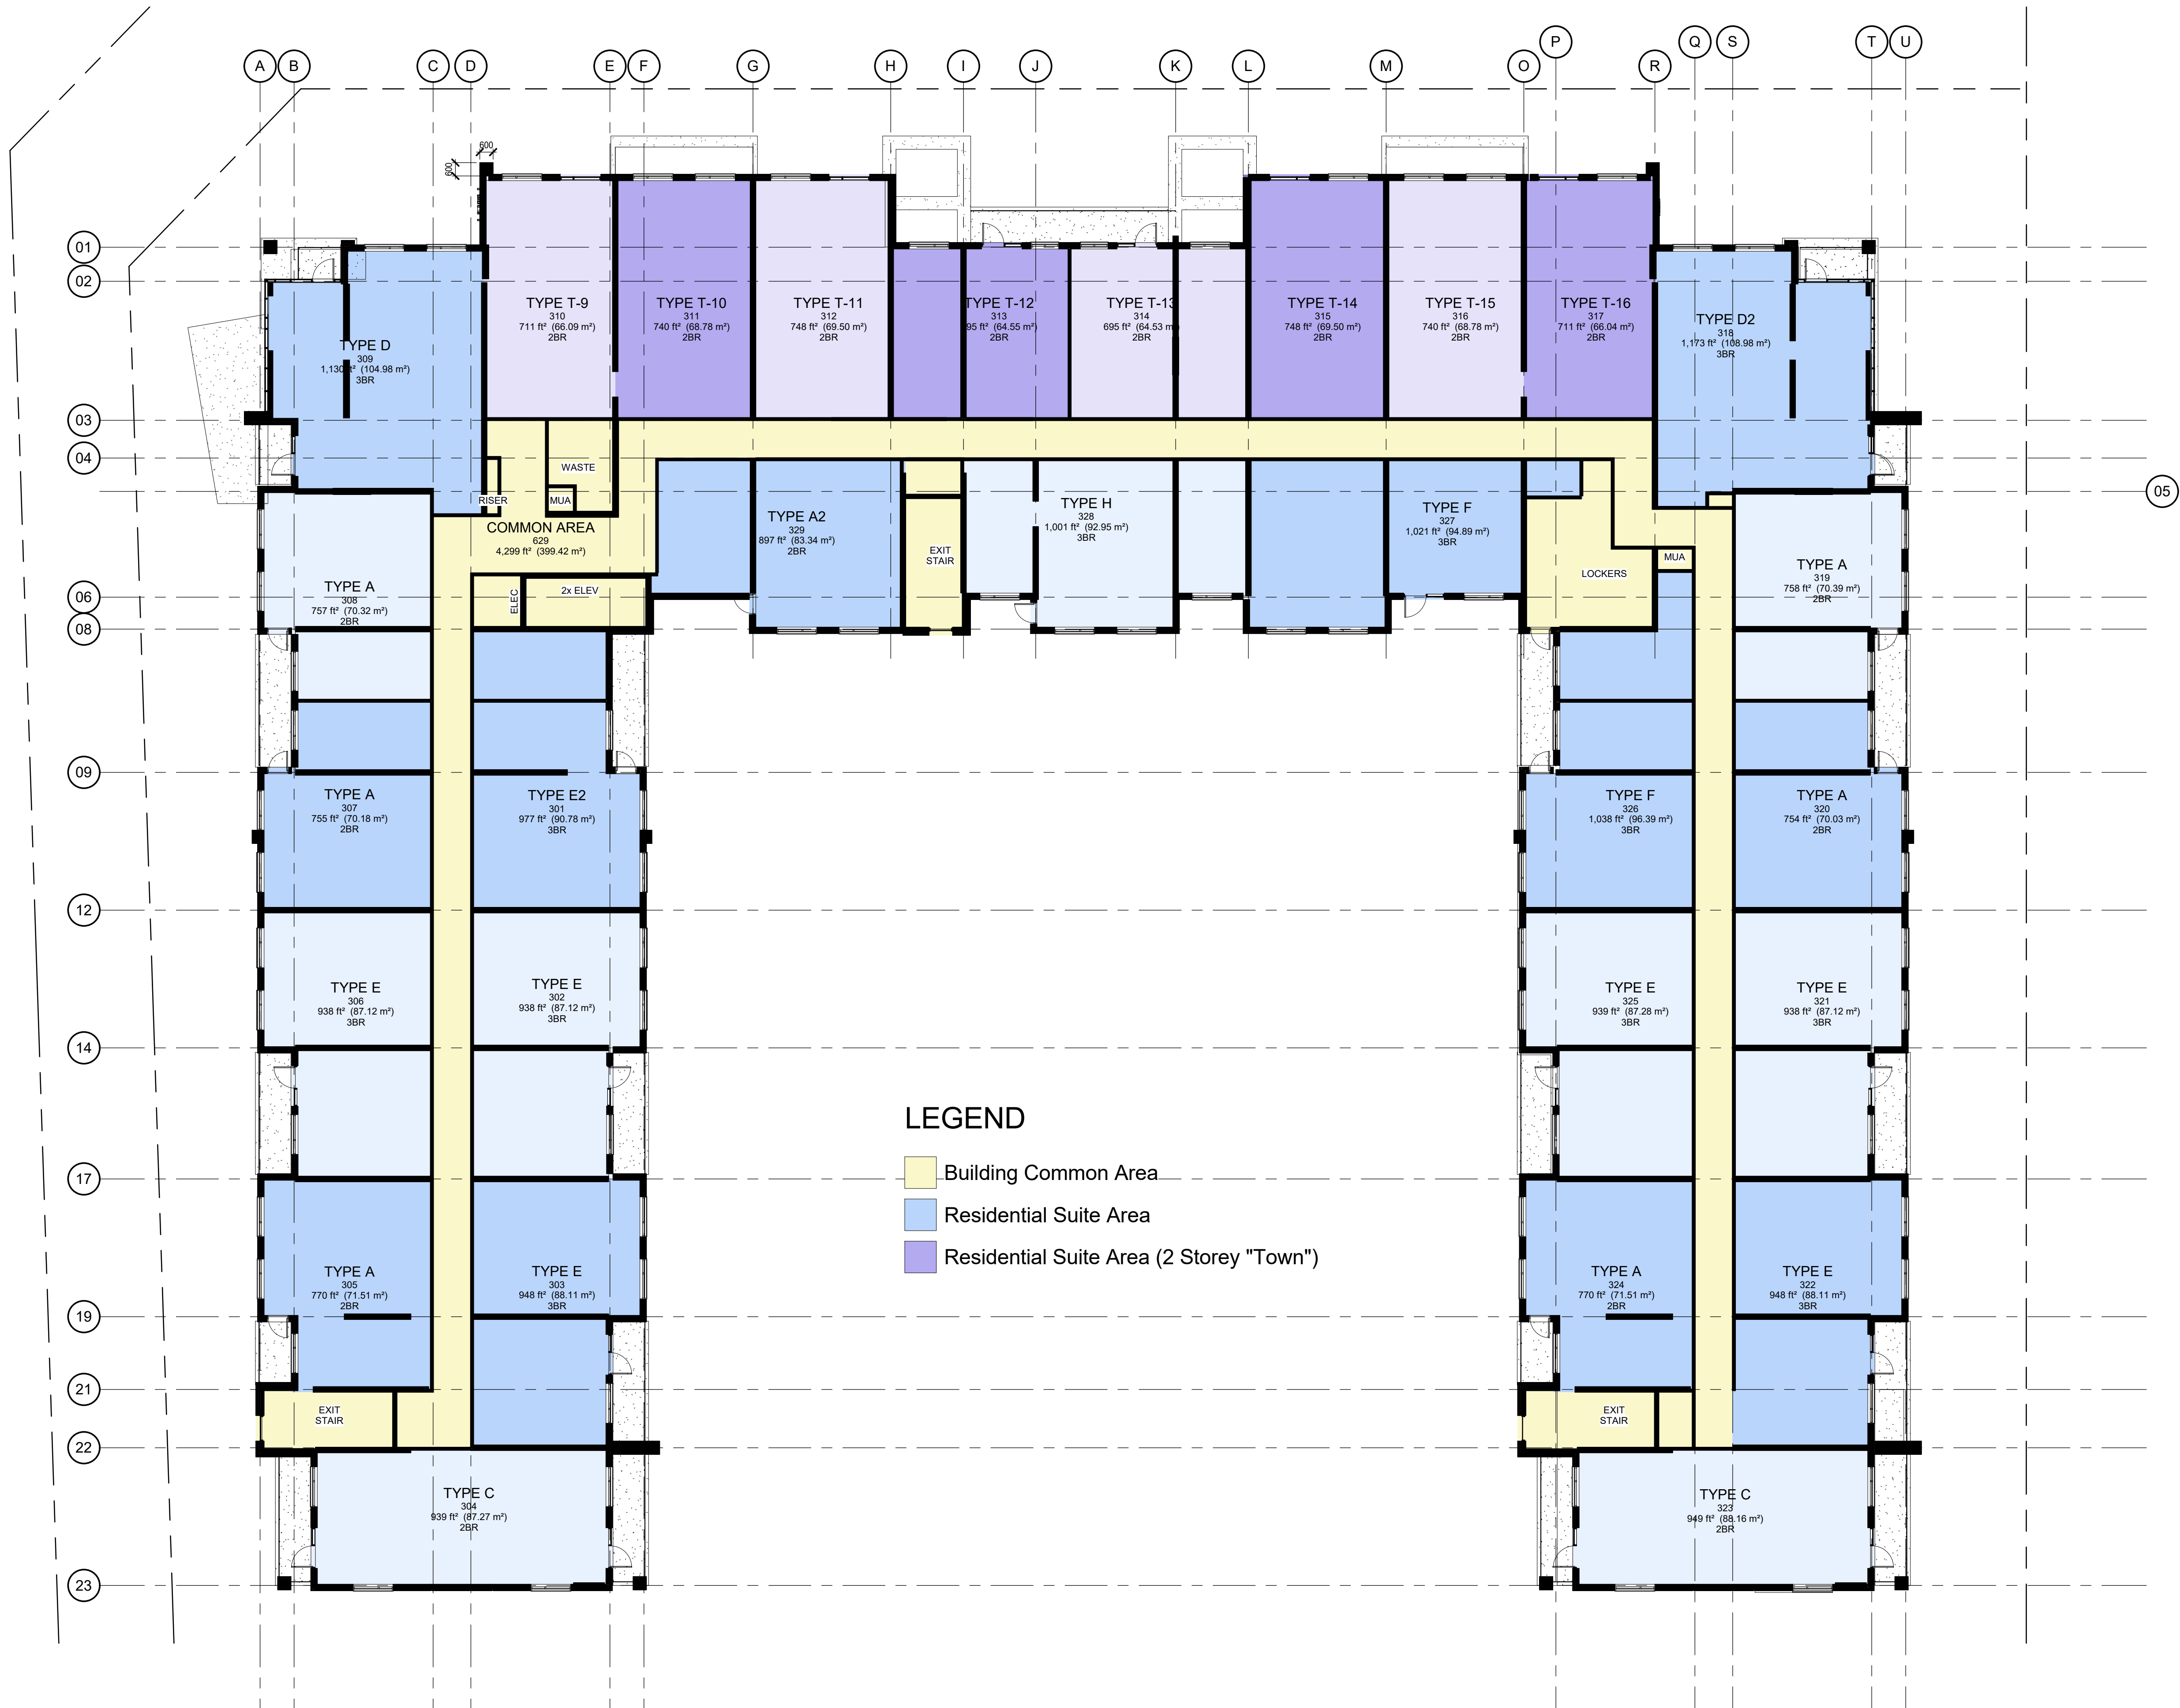 P Q S T U
A B C D E F G H I J K L M O R
600
600
01
02
03
04
05
06
08
09
12
14
17
19
21
22
23
TYPE D
309
1,130 ft² (104.98 m²)
3BR
TYPE T-9
310
711 ft² (66.09 m²)
2BR
TYPE T-10
311
740 ft² (68.78 m²)
2BR
TYPE T-11
312
748 ft² (69.50 m²)
2BR
TYPE T-12
313
95 ft² (64.55 m²)
2BR
TYPE T-13
314
695 ft² (64.53 m²)
2BR
TYPE T-14
315
748 ft² (69.50 m²)
2BR
TYPE T-15
316
740 ft² (68.78 m²)
2BR
TYPE T-16
317
711 ft² (66.04 m²)
2BR
TYPE D2
318
1,173 ft² (108.98 m²)
3BR
WASTE
MUA
RISER
COMMON AREA
629
4,299 ft² (399.42 m²)
ELEC
2x ELEV
TYPE A2
329
897 ft² (83.34 m²)
2BR
EXIT
STAIR
TYPE H
328
1,001 ft² (92.95 m²)
3BR
TYPE F
327
1,021 ft² (94.89 m²)
3BR
LOCKERS
MUA
TYPE A
308
757 ft² (70.32 m²)
2BR
TYPE A
319
758 ft² (70.39 m²)
2BR
TYPE A
307
755 ft² (70.18 m²)
2BR
TYPE E2
301
977 ft² (90.78 m²)
3BR
TYPE F
326
1,038 ft² (96.39 m²)
3BR
TYPE A
320
754 ft² (70.03 m²)
2BR
TYPE E
306
938 ft² (87.12 m²)
3BR
TYPE E
302
938 ft² (87.12 m²)
3BR
TYPE E
325
939 ft² (87.28 m²)
3BR
TYPE E
321
938 ft² (87.12 m²)
3BR
LEGEND
Building Common Area
Residential Suite Area
Residential Suite Area (2 Storey "Town")
TYPE A
305
770 ft² (71.51 m²)
2BR
TYPE E
303
948 ft² (88.11 m²)
3BR
TYPE A
324
770 ft² (71.51 m²)
2BR
TYPE E
322
948 ft² (88.11 m²)
3BR
EXIT
STAIR
EXIT
STAIR
TYPE C
304
939 ft² (87.27 m²)
2BR
TYPE C
323
949 ft² (88.16 m²)
2BR